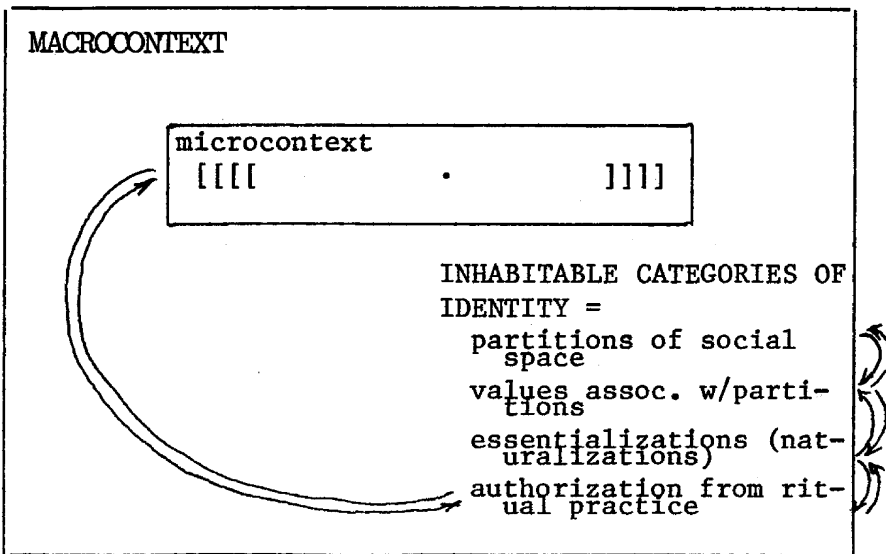 MACROCONTEXT
microcontext
[[[[ · ]]]]
INHABITABLE CATEGORIES OF
IDENTITY =
partitions of social
space
values assoc. w/parti-
tions
essentializations (nat-
uralizations)
authorization from rit-
ual practice